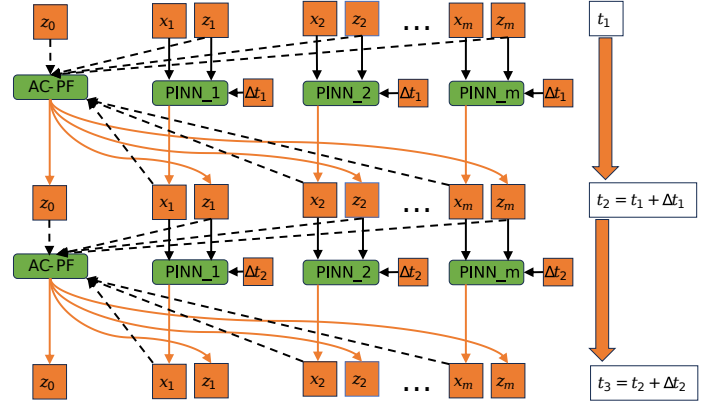 z₀ x₁ z₁ x₂ z₂ ... xₘ zₘ t₁
AC-PF PINN_1 Δt₁ PINN_2 Δt₁ PINN_m Δt₁
z₀ x₁ z₁ x₂ z₂ ... xₘ zₘ t₂ = t₁ + Δt₁
AC-PF PINN_1 Δt₂ PINN_2 Δt₂ PINN_m Δt₂
z₀ x₁ z₁ x₂ z₂ ... xₘ zₘ t₃ = t₂ + Δt₂